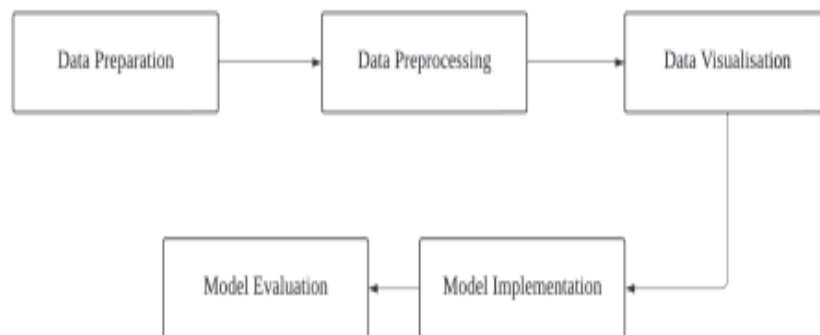 Data Preparation
Data Preprocessing
Data Visualisation
Model Implementation
Model Evaluation